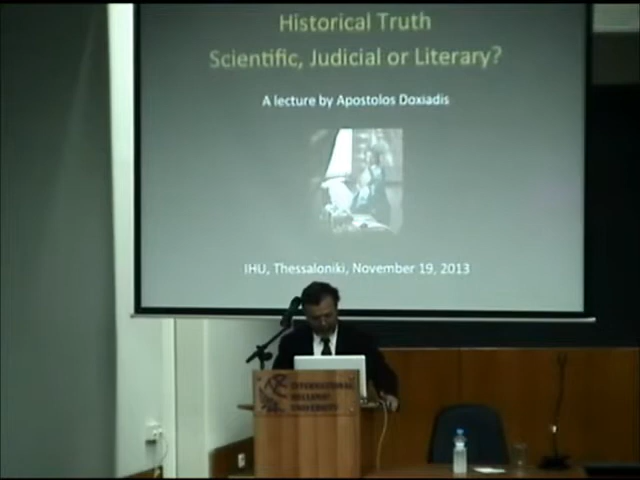 Historical Truth
Scientific, Judicial or Literary?
A lecture by Apostolos Doxiadis
IHU, Thessaloniki, November 19, 2013
INTERNATIONAL
HELLENIC
UNIVERSITY